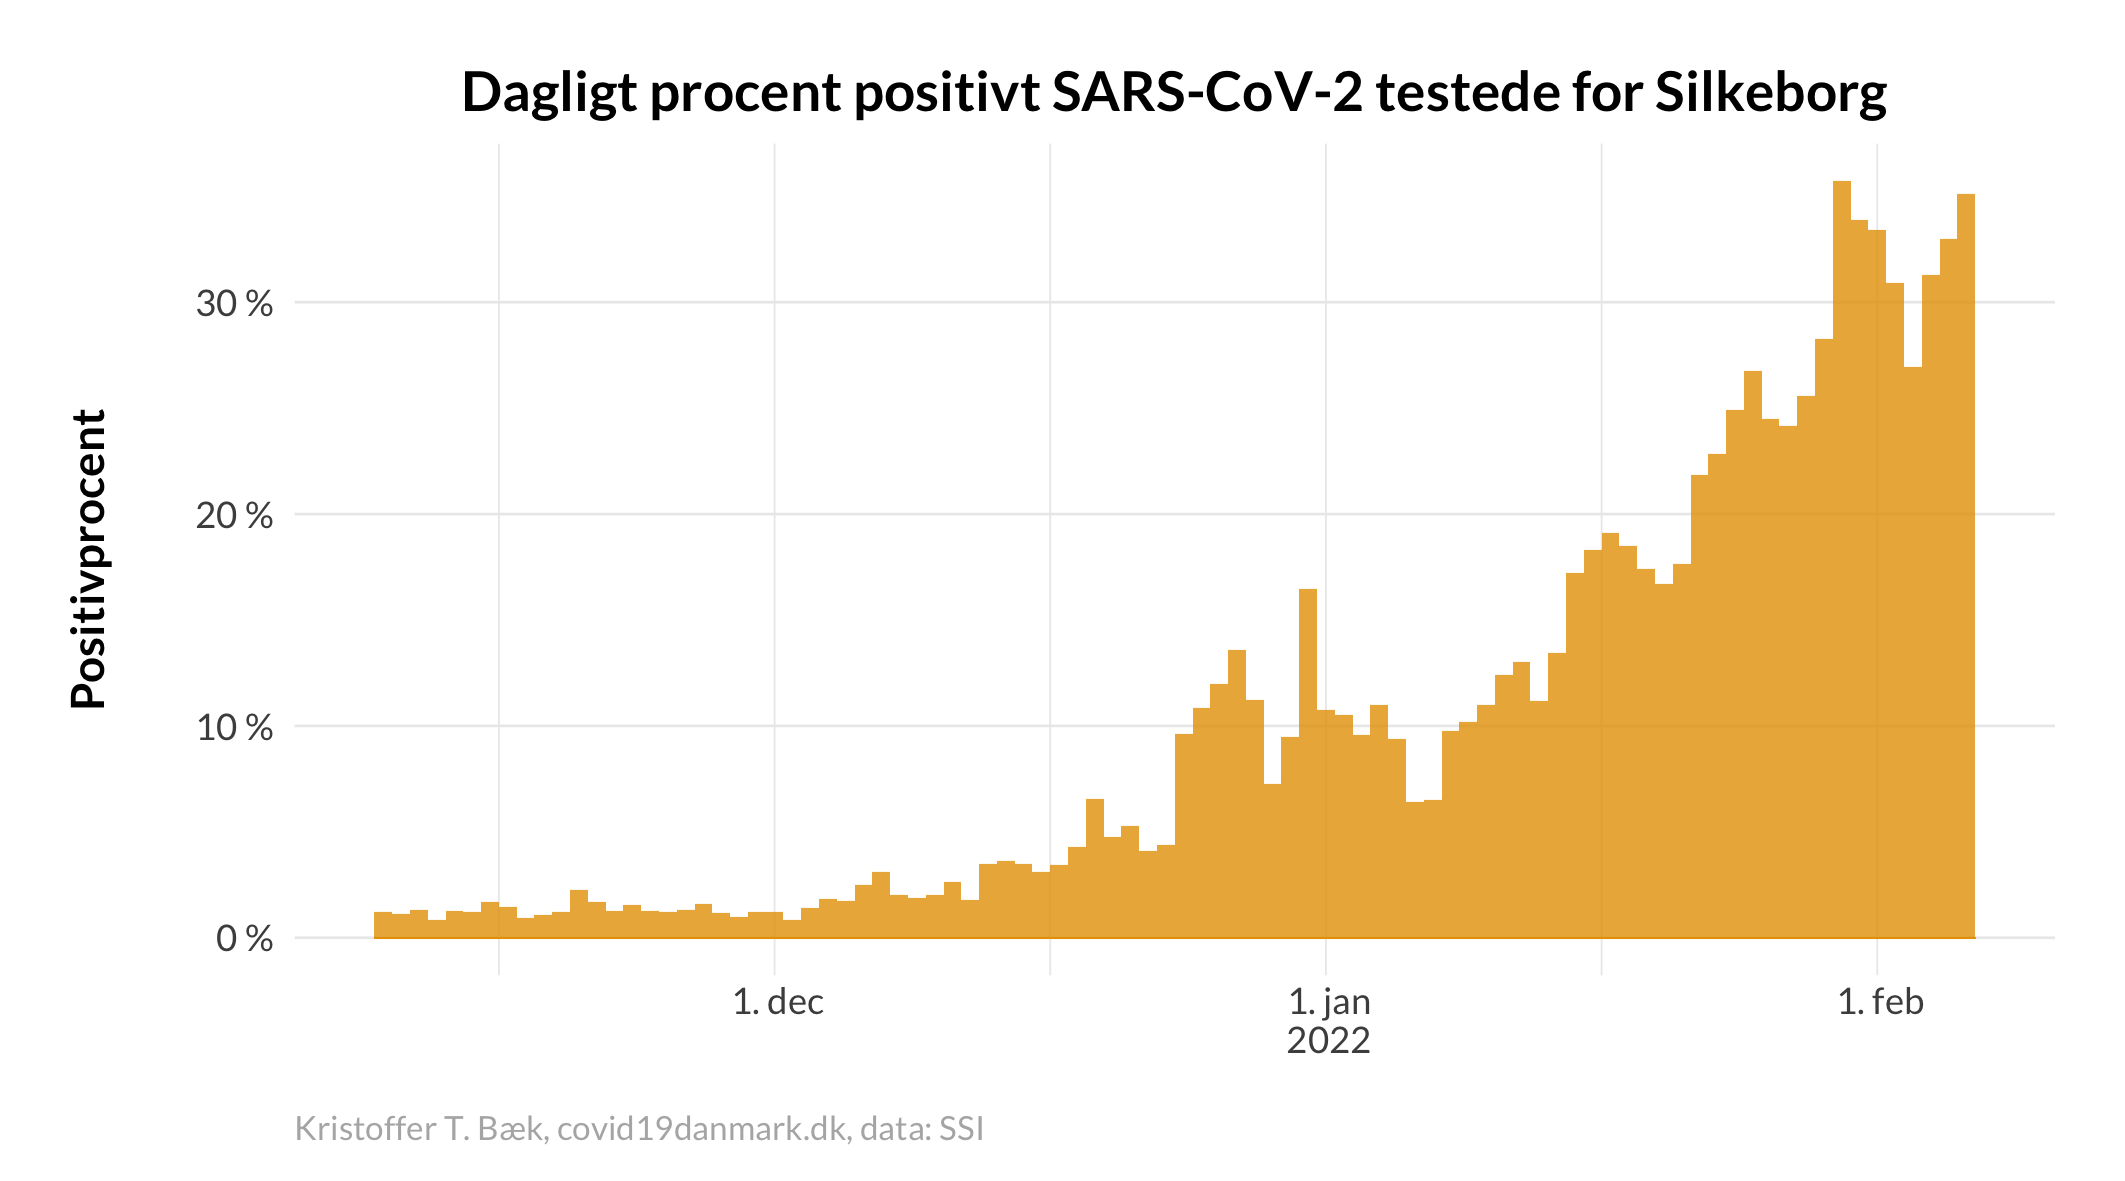 Dagligt procent positivt SARS-CoV-2 testede for Silkeborg
Positivprocent
30 %
20 %
10 %
0 %
1. dec
1. jan
2022
1. feb
Kristoffer T. Bæk, covid19danmark.dk, data: SSI